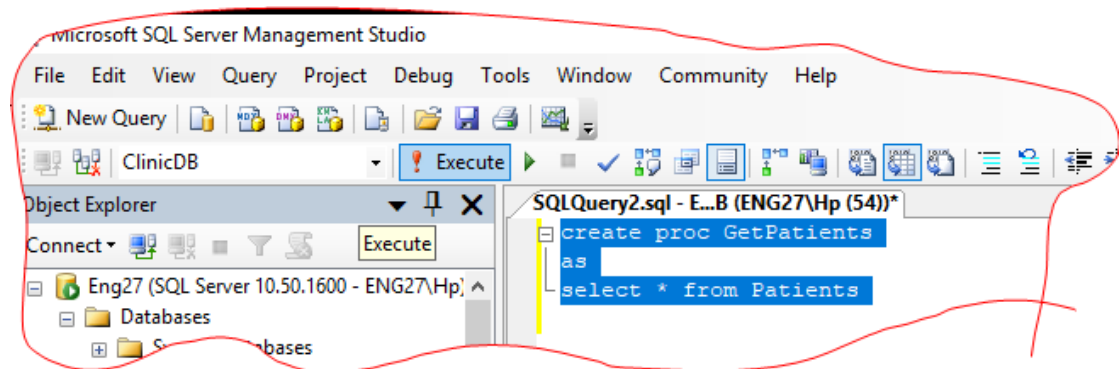 Microsoft SQL Server Management Studio
File Edit View Query Project Debug Tools Window Community Help
New Query
ClinicDB Execute
Object Explorer SQLQuery2.sql - E...B (ENG27\Hp (54))*
create proc GetPatients
Connect Execute
as
Eng27 (SQL Server 10.50.1600 - ENG27\Hp)
select * from Patients
Databases